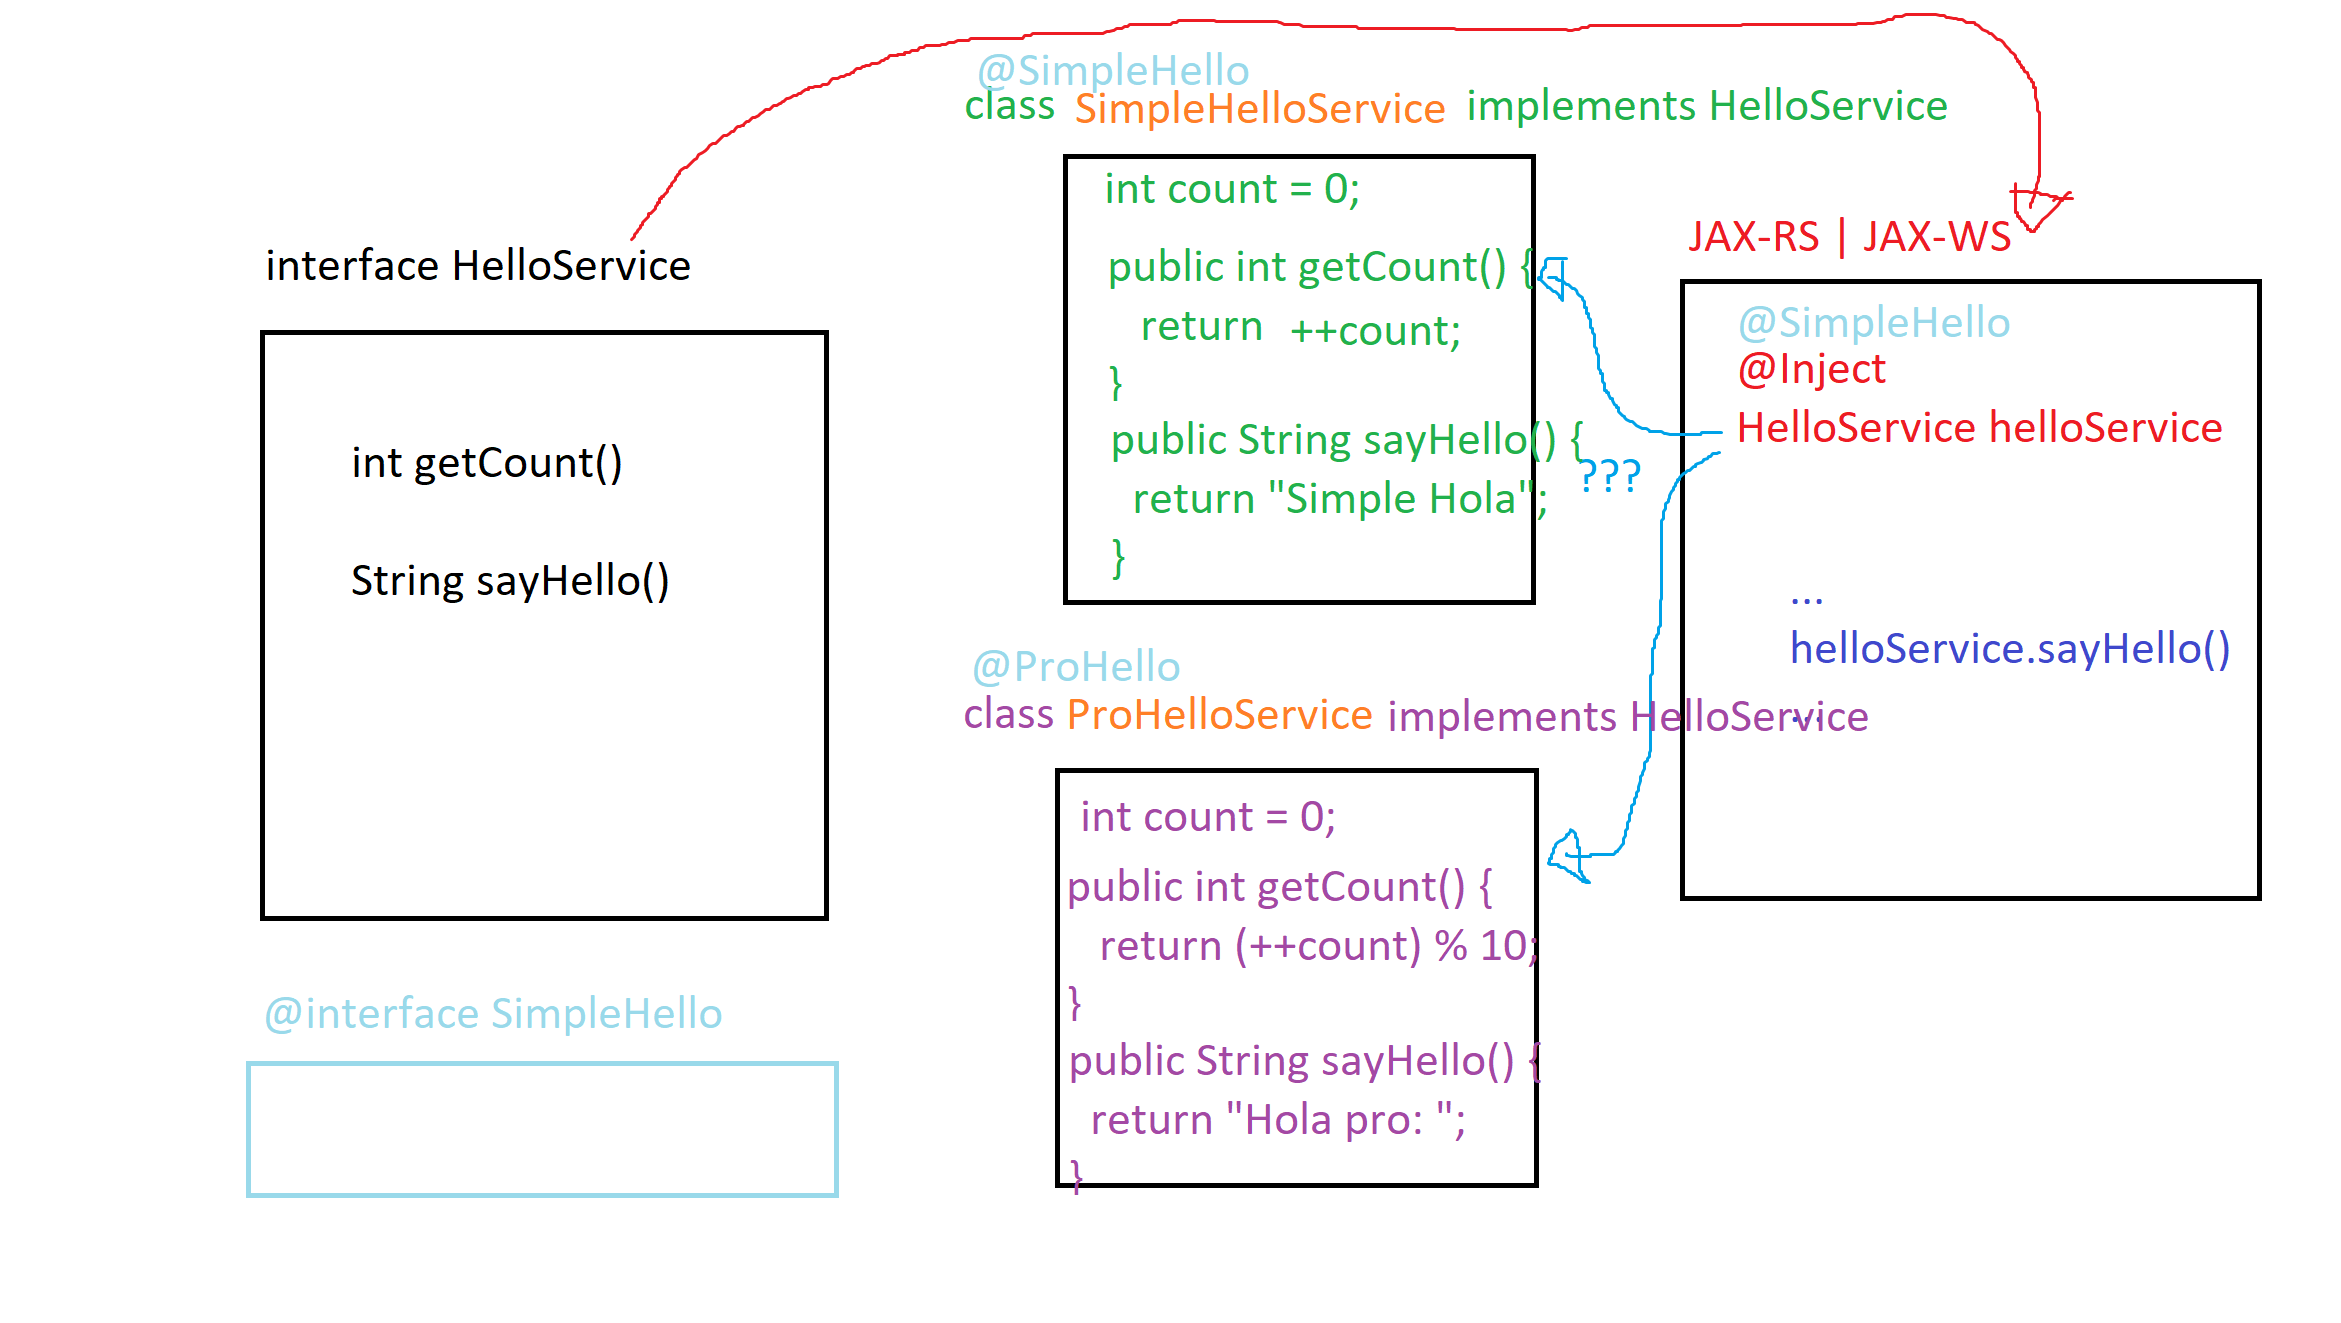 interface HelloService
int getCount()
String sayHello()
@interface SimpleHello
@SimpleHello
class SimpleHelloService implements HelloService
int count = 0;
public int getCount() {
return ++count;
}
public String sayHello() {
return "Simple Hola";
}
???
@ProHello
class ProHelloService implements HelloService
int count = 0;
public int getCount() {
return (++count) % 10;
}
public String sayHello() {
return "Hola pro: ";
}
JAX-RS | JAX-WS
@SimpleHello
@Inject
HelloService helloService
...
helloService.sayHello()
...